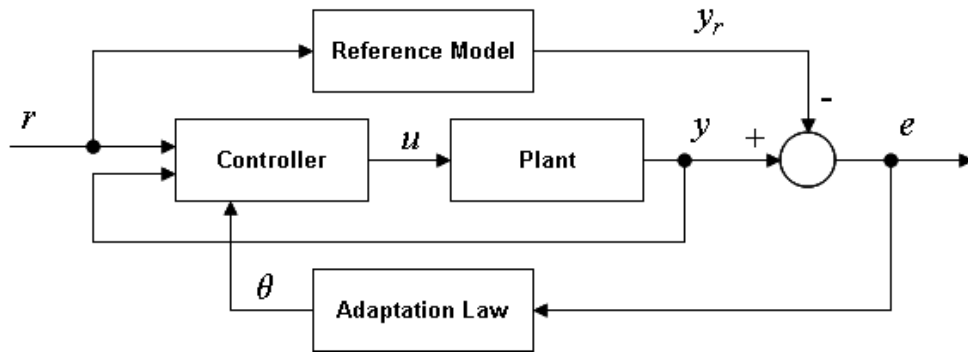 y_r
Reference Model
-
r
Controller
u
Plant
y
+
e
θ
Adaptation Law